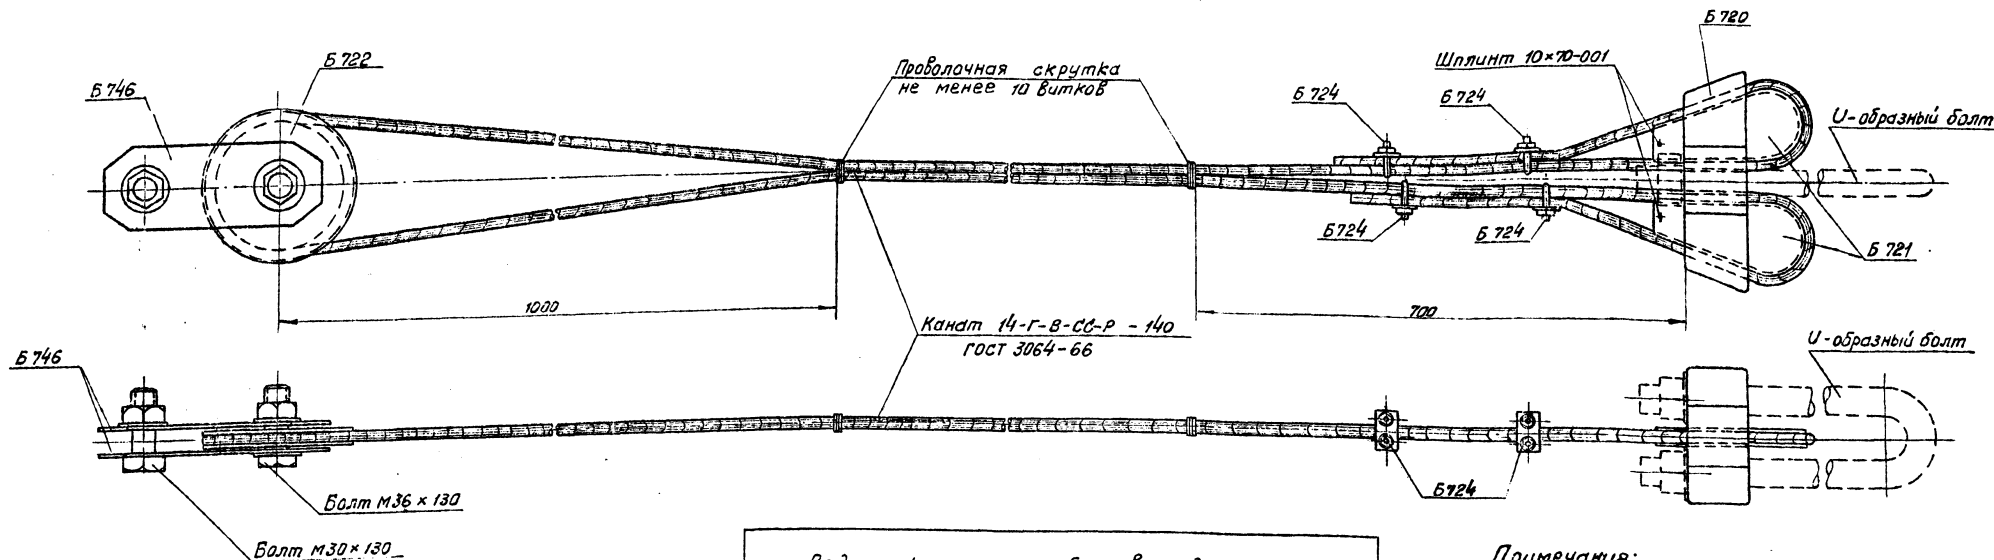 Б 720
Б 722
Проволочная скрутка
не менее 10 витков
Шплинт 10×70-001
Б 746
Б 724
Б 724
U-образный болт
Б 724
Б 724
Б 721
1000
700
Канат 14-Г-В-СС-Р - 140
ГОСТ 3064-66
U-образный болт
Б 746
Болт М36 × 130
Б 724
Болт М30 × 130
Примечания: